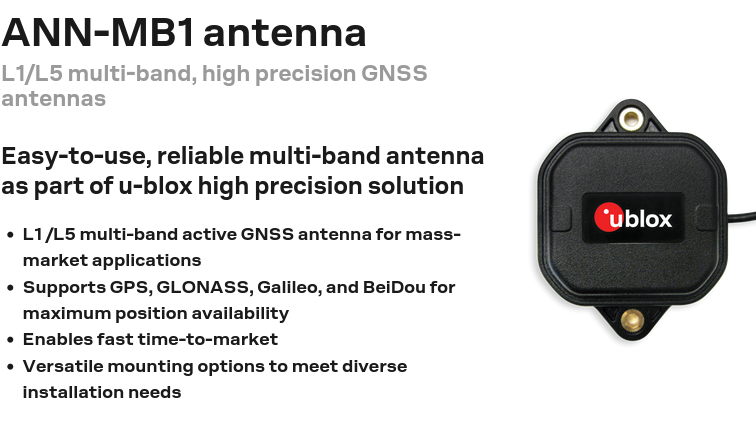 ANN-MB1 antenna
L1/L5 multi-band, high precision GNSS
antennas
Easy-to-use, reliable multi-band antenna
as part of u-blox high precision solution
• L1/L5 multi-band active GNSS antenna for mass-
market applications
• Supports GPS, GLONASS, Galileo, and BeiDou for
maximum position availability
• Enables fast time-to-market
• Versatile mounting options to meet diverse
installation needs
ublox